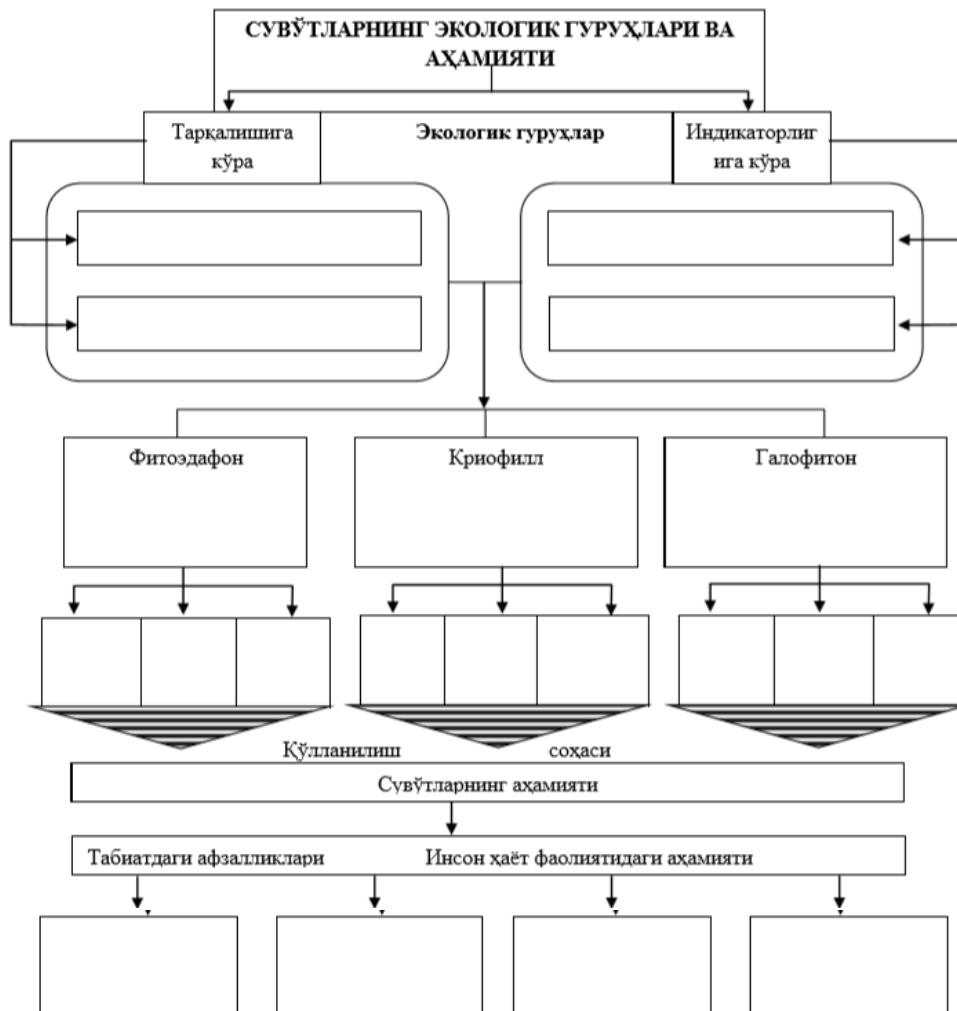 СУВЎТЛАРНИНГ ЭКОЛОГИК ГУРУҲЛАРИ ВА
АҲАМИЯТИ
Тарқалишига
кўра
Экологик гуруҳлар
Индикаторлиг
ига кўра
Фитоэдафон
Криофилл
Галофитон
Қўлланилиш соҳаси
Сувўтларнинг аҳамияти
Табиатдаги афзалликлари Инсон ҳаёт фаолиятидаги аҳамияти